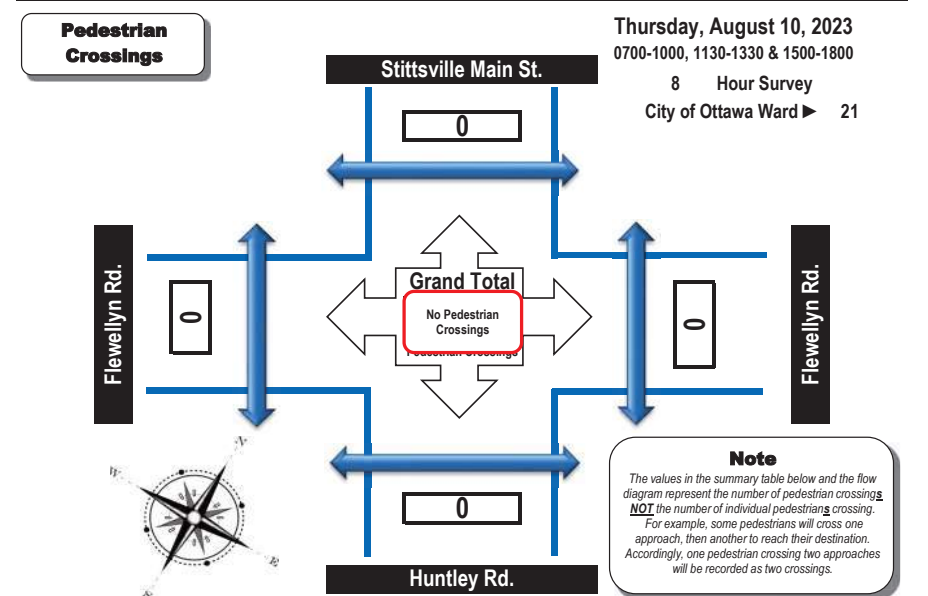 Pedestrian
Crossings
Thursday, August 10, 2023
0700-1000, 1130-1330 & 1500-1800
8 Hour Survey
City of Ottawa Ward ► 21
Stittsville Main St.
0
Flewellyn Rd.
0
Grand Total
No Pedestrian
Crossings
Pedestrian Crossings
0
Flewellyn Rd.
N
W
E
S
0
Huntley Rd.
Note
The values in the summary table below and the flow
diagram represent the number of pedestrian crossings
NOT the number of individual pedestrians crossing.
For example, some pedestrians will cross one
approach, then another to reach their destination.
Accordingly, one pedestrian crossing two approaches
will be recorded as two crossings.